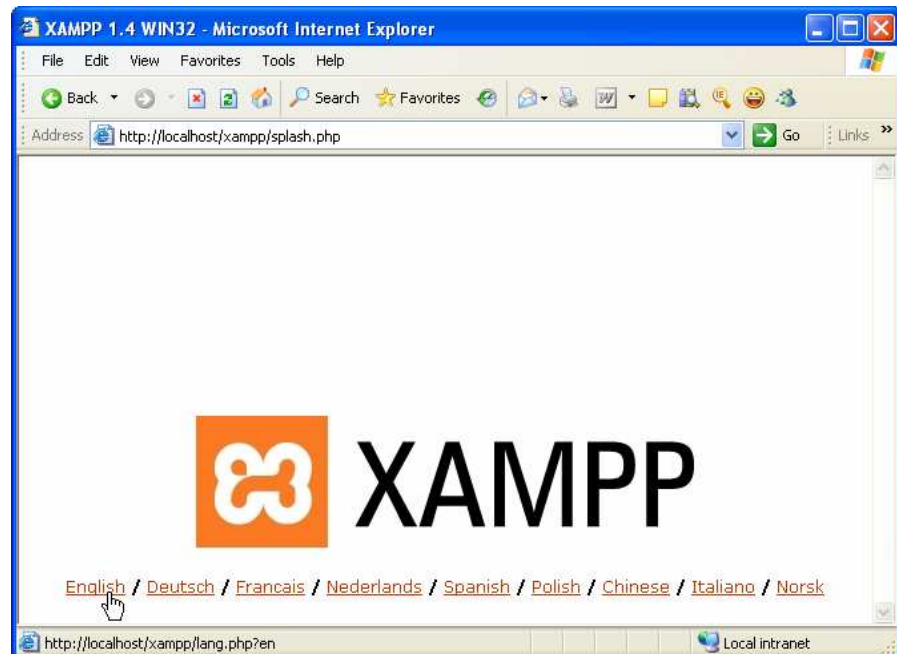 XAMPP 1.4 WIN32 - Microsoft Internet Explorer
File Edit View Favorites Tools Help
Back Search Favorites
Address http://localhost/xampp/splash.php Go Links »
XAMPP
English / Deutsch / Francais / Nederlands / Spanish / Polish / Chinese / Italiano / Norsk
http://localhost/xampp/lang.php?en Local intranet